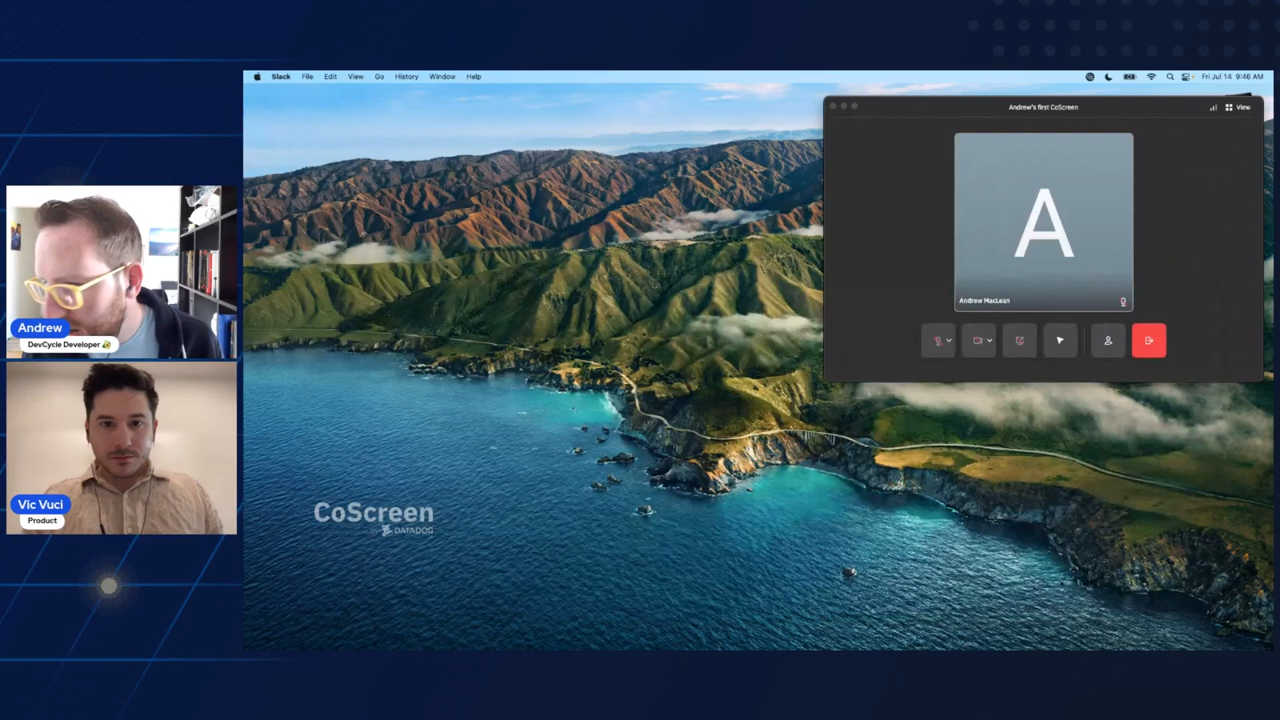 Slack File Edit View Go History Window Help
Fri Jul 14 9:46 AM
Andrew's first CoScreen
View
A
Andrew MacLean
Andrew
DevCycle Developer
Vic Vuci
Product
CoScreen
by DATADOG